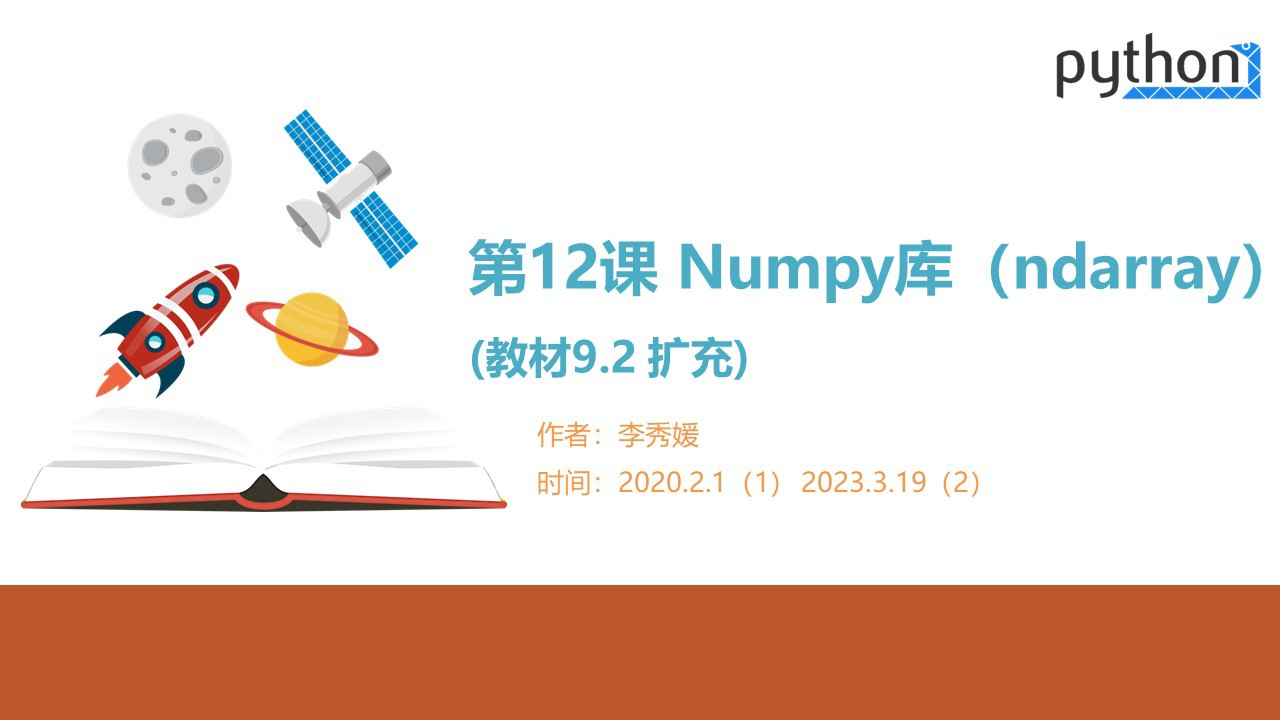 python
第12课 Numpy库（ndarray）
(教材9.2 扩充)
作者：李秀媛
时间：2020.2.1（1） 2023.3.19（2）